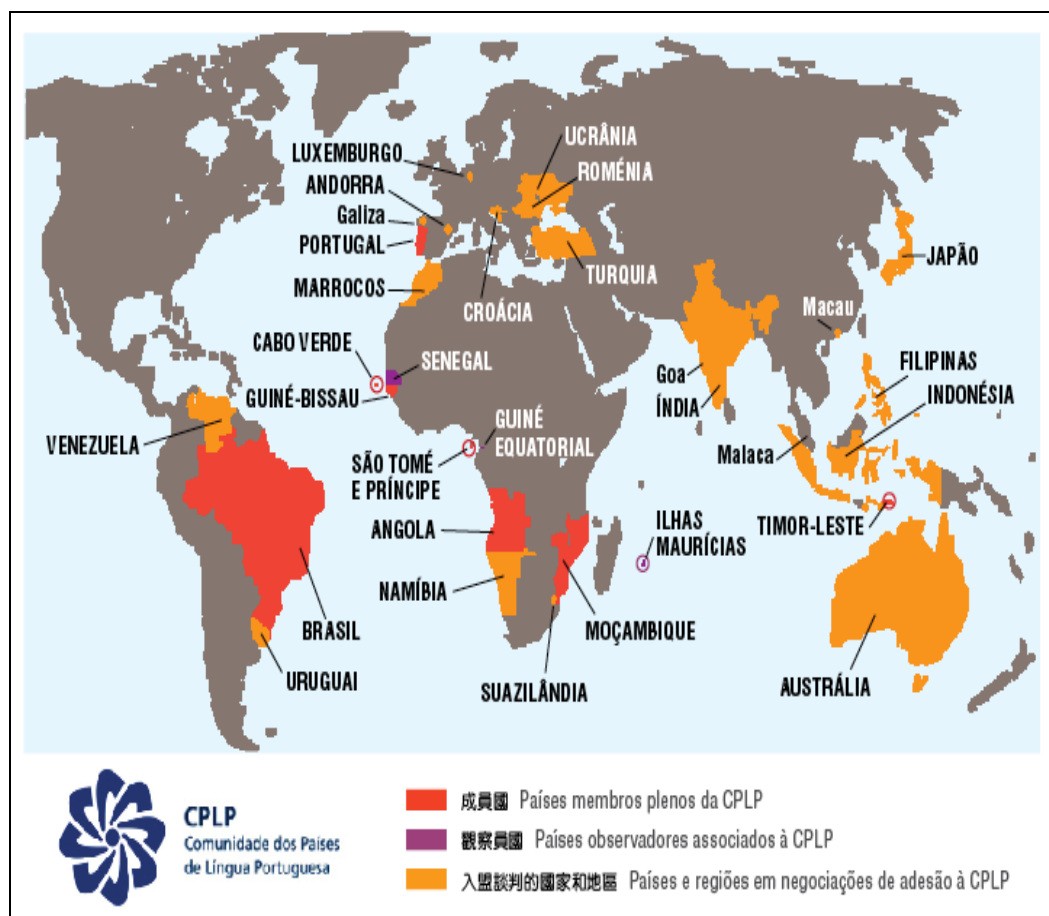 UCRÂNIA
LUXEMBURGO
ROMÉNIA
ANDORRA
Galiza
PORTUGAL
JAPÃO
TURQUIA
MARROCOS
CROÁCIA
Macau
CABO VERDE
SENEGAL
FILIPINAS
Goa
GUINÉ-BISSAU
ÍNDIA
INDONÉSIA
GUINÉ
EQUATORIAL
VENEZUELA
Malaca
SÃO TOMÉ
E PRÍNCIPE
ANGOLA
ILHAS
MAURÍCIAS
TIMOR-LESTE
NAMÍBIA
BRASIL
MOÇAMBIQUE
URUGUAI
SUAZILÂNDIA
AUSTRÁLIA
CPLP
Comunidade dos Países
de Língua Portuguesa
成員國 Países membros plenos da CPLP
觀察員國 Países observadores associados à CPLP
入盟談判的國家和地區 Países e regiões em negociações de adesão à CPLP